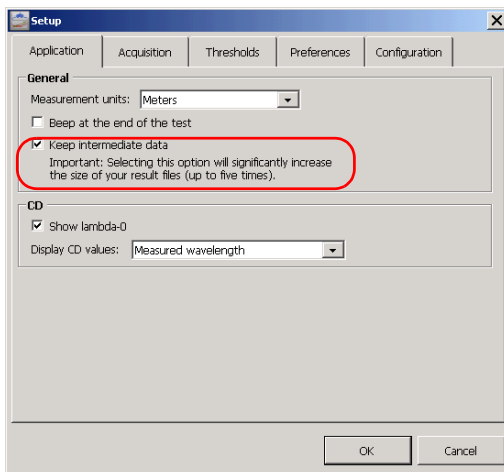 Setup
Application Acquisition Thresholds Preferences Configuration
General
Measurement units: Meters
Beep at the end of the test
Keep intermediate data
Important: Selecting this option will significantly increase
the size of your result files (up to five times).
CD
Show lambda-0
Display CD values: Measured wavelength
OK Cancel